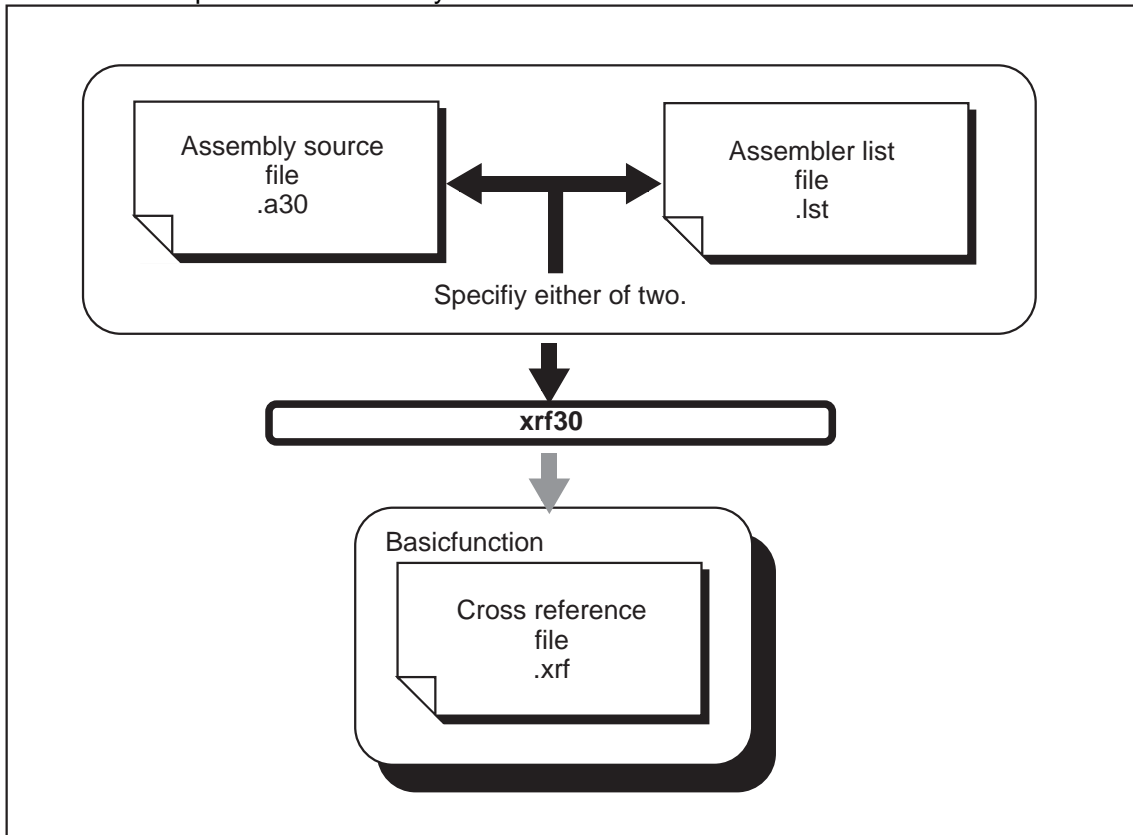 Assembly source
file
.a30
Assembler list
file
.lst
Specifiy either of two.
xrf30
Basicfunction
Cross reference
file
.xrf